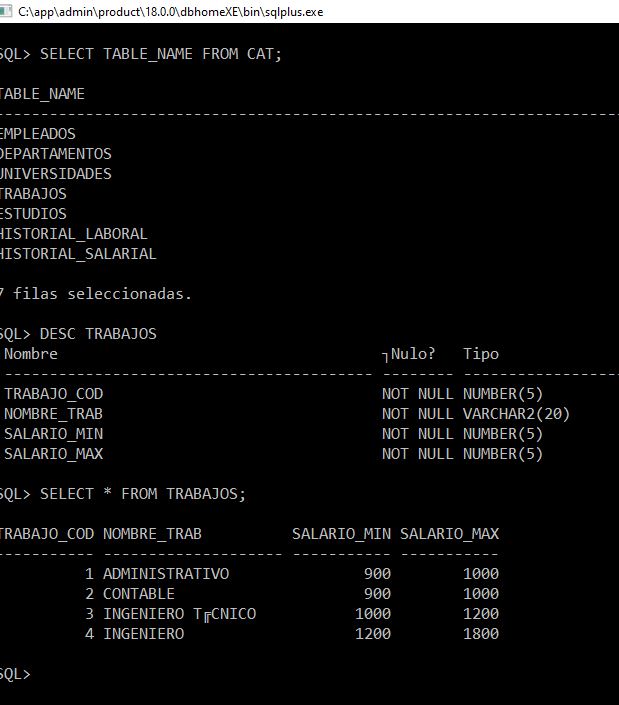 C:\app\admin\product\18.0.0\dbhomeXE\bin\sqlplus.exe
SQL> SELECT TABLE_NAME FROM CAT;
TABLE_NAME
--------------------------------------------------------------------
EMPLEADOS
DEPARTAMENTOS
UNIVERSIDADES
TRABAJOS
ESTUDIOS
HISTORIAL_LABORAL
HISTORIAL_SALARIAL
7 filas seleccionadas.
SQL> DESC TRABAJOS
Nombre ┐Nulo? Tipo
----------------------------------------- -------- -----------------
TRABAJO_COD NOT NULL NUMBER(5)
NOMBRE_TRAB NOT NULL VARCHAR2(20)
SALARIO_MIN NOT NULL NUMBER(5)
SALARIO_MAX NOT NULL NUMBER(5)
SQL> SELECT * FROM TRABAJOS;
TRABAJO_COD NOMBRE_TRAB SALARIO_MIN SALARIO_MAX
----------- -------------------- ----------- -----------
1 ADMINISTRATIVO 900 1000
2 CONTABLE 900 1000
3 INGENIERO T╔CNICO 1000 1200
4 INGENIERO 1200 1800
SQL>